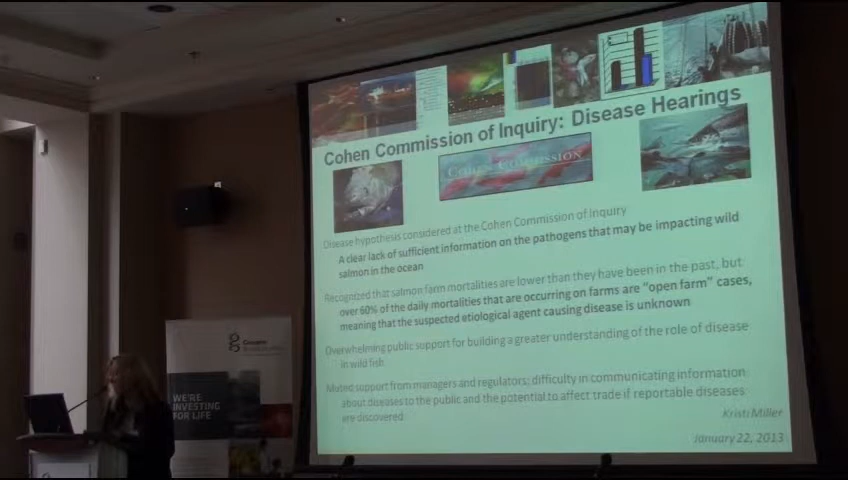 Cohen Commission of Inquiry: Disease Hearings
COHEN COMMISSION
Disease hypothesis considered at the Cohen Commission of Inquiry
A clear lack of sufficient information on the pathogens that may be impacting wild
salmon in the ocean
Recognized that salmon farm mortalities are lower than they have been in the past, but
over 60% of the daily mortalities that are occurring on farms are "open farm" cases,
meaning that the suspected etiological agent causing disease is unknown
Overwhelming public support for building a greater understanding of the role of disease
in wild fish
Muted support from managers and regulators; difficulty in communicating information
about diseases to the public and the potential to affect trade if reportable diseases
are discovered
Kristi Miller
January 22, 2013
Genome
WE'RE
INVESTING
FOR LIFE